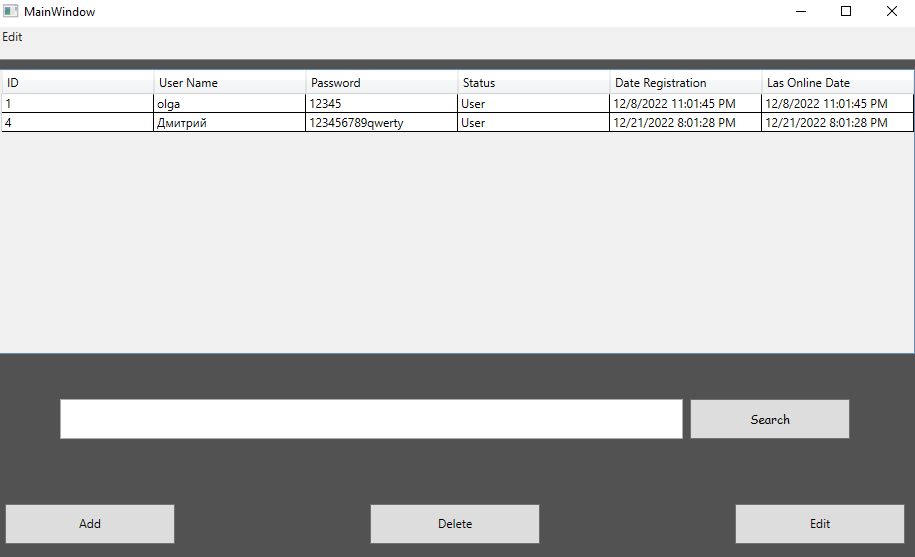 MainWindow
Edit
ID User Name Password Status Date Registration Las Online Date
1 olga 12345 User 12/8/2022 11:01:45 PM 12/8/2022 11:01:45 PM
4 Дмитрий 123456789qwerty User 12/21/2022 8:01:28 PM 12/21/2022 8:01:28 PM
Search
Add Delete Edit